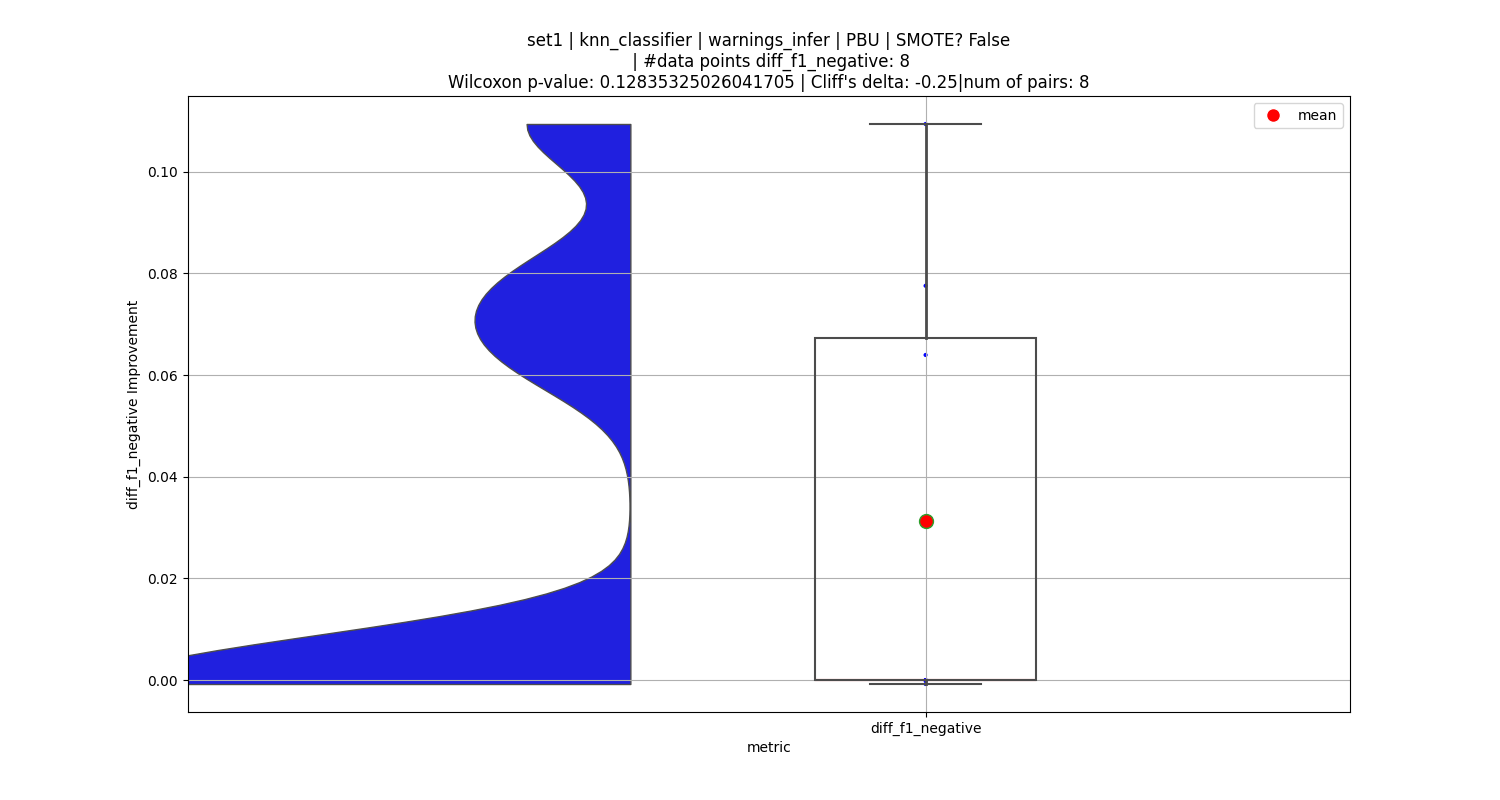 set1 | knn_classifier | warnings_infer | PBU | SMOTE? False
| #data points diff_f1_negative: 8
Wilcoxon p-value: 0.12835325026041705 | Cliff's delta: -0.25|num of pairs: 8
mean
0.10
0.08
0.06
0.04
0.02
0.00
diff_f1_negative Improvement
diff_f1_negative
metric